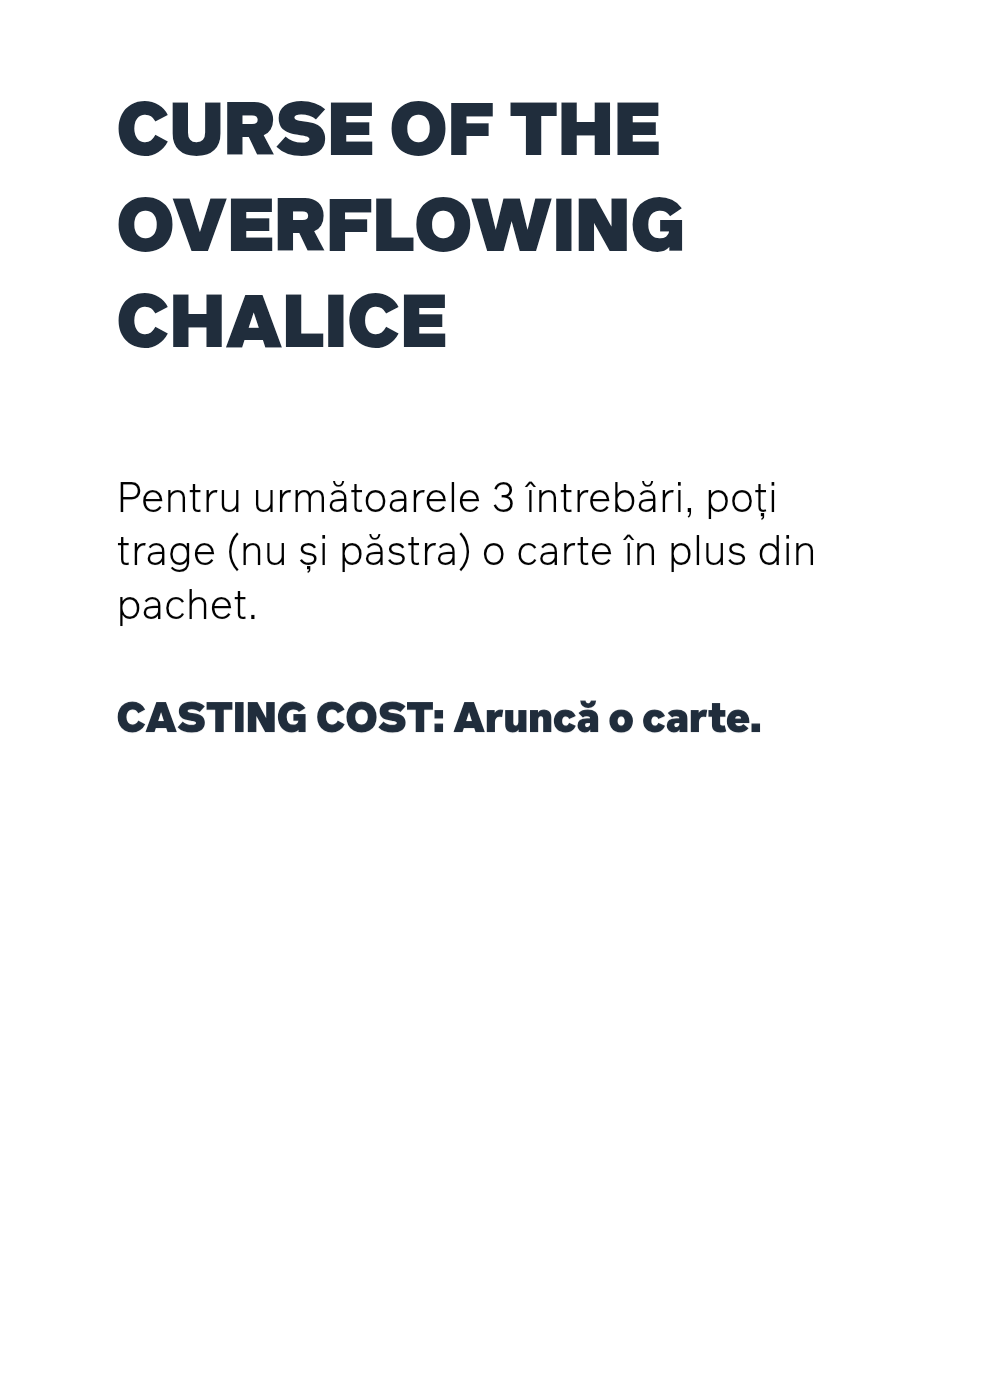 CURSE OF THE
OVERFLOWING
CHALICE
Pentru următoarele 3 întrebări, poți
trage (nu și păstra) o carte în plus din
pachet.
CASTING COST: Aruncă o carte.